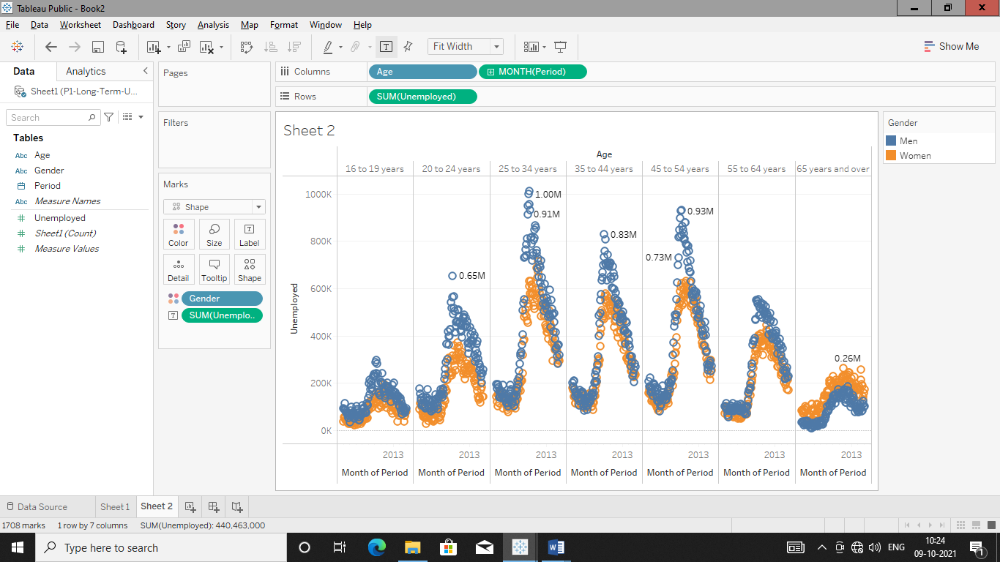 Tableau Public - Book2
File Data Worksheet Dashboard Story Analysis Map Format Window Help
Fit Width
Show Me
Data Analytics
Sheet1 (P1-Long-Term-U...
Search
Tables
Abc Age
Abc Gender
Period
Abc Measure Names
Unemployed
Sheet1 (Count)
Measure Values
Pages
Filters
Marks
Shape
Color Size Label
Detail Tooltip Shape
Gender
SUM(Unemplo..
Columns Age MONTH(Period)
Rows SUM(Unemployed)
Sheet 2
Age
16 to 19 years 20 to 24 years 25 to 34 years 35 to 44 years 45 to 54 years 55 to 64 years 65 years and over
Unemployed
1000K
800K
600K
400K
200K
0K
0.65M
1.00M
0.91M
0.83M
0.93M
0.73M
0.26M
2013 2013 2013 2013 2013 2013 2013
Month of Period Month of Period Month of Period Month of Period Month of Period Month of Period Month of Period
Gender
Men
Women
Data Source Sheet 1 Sheet 2
1708 marks 1 row by 7 columns SUM(Unemployed): 440,463,000
Type here to search
ENG
10:24
09-10-2021
1